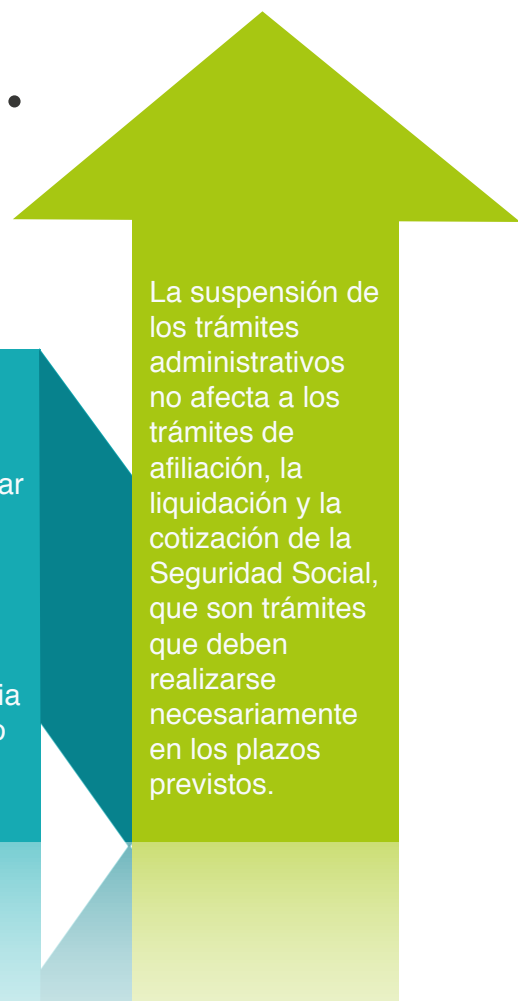 La suspensión de
los trámites
administrativos
no afecta a los
trámites de
afiliación, la
liquidación y la
cotización de la
Seguridad Social,
que son trámites
que deben
realizarse
necesariamente
en los plazos
previstos.